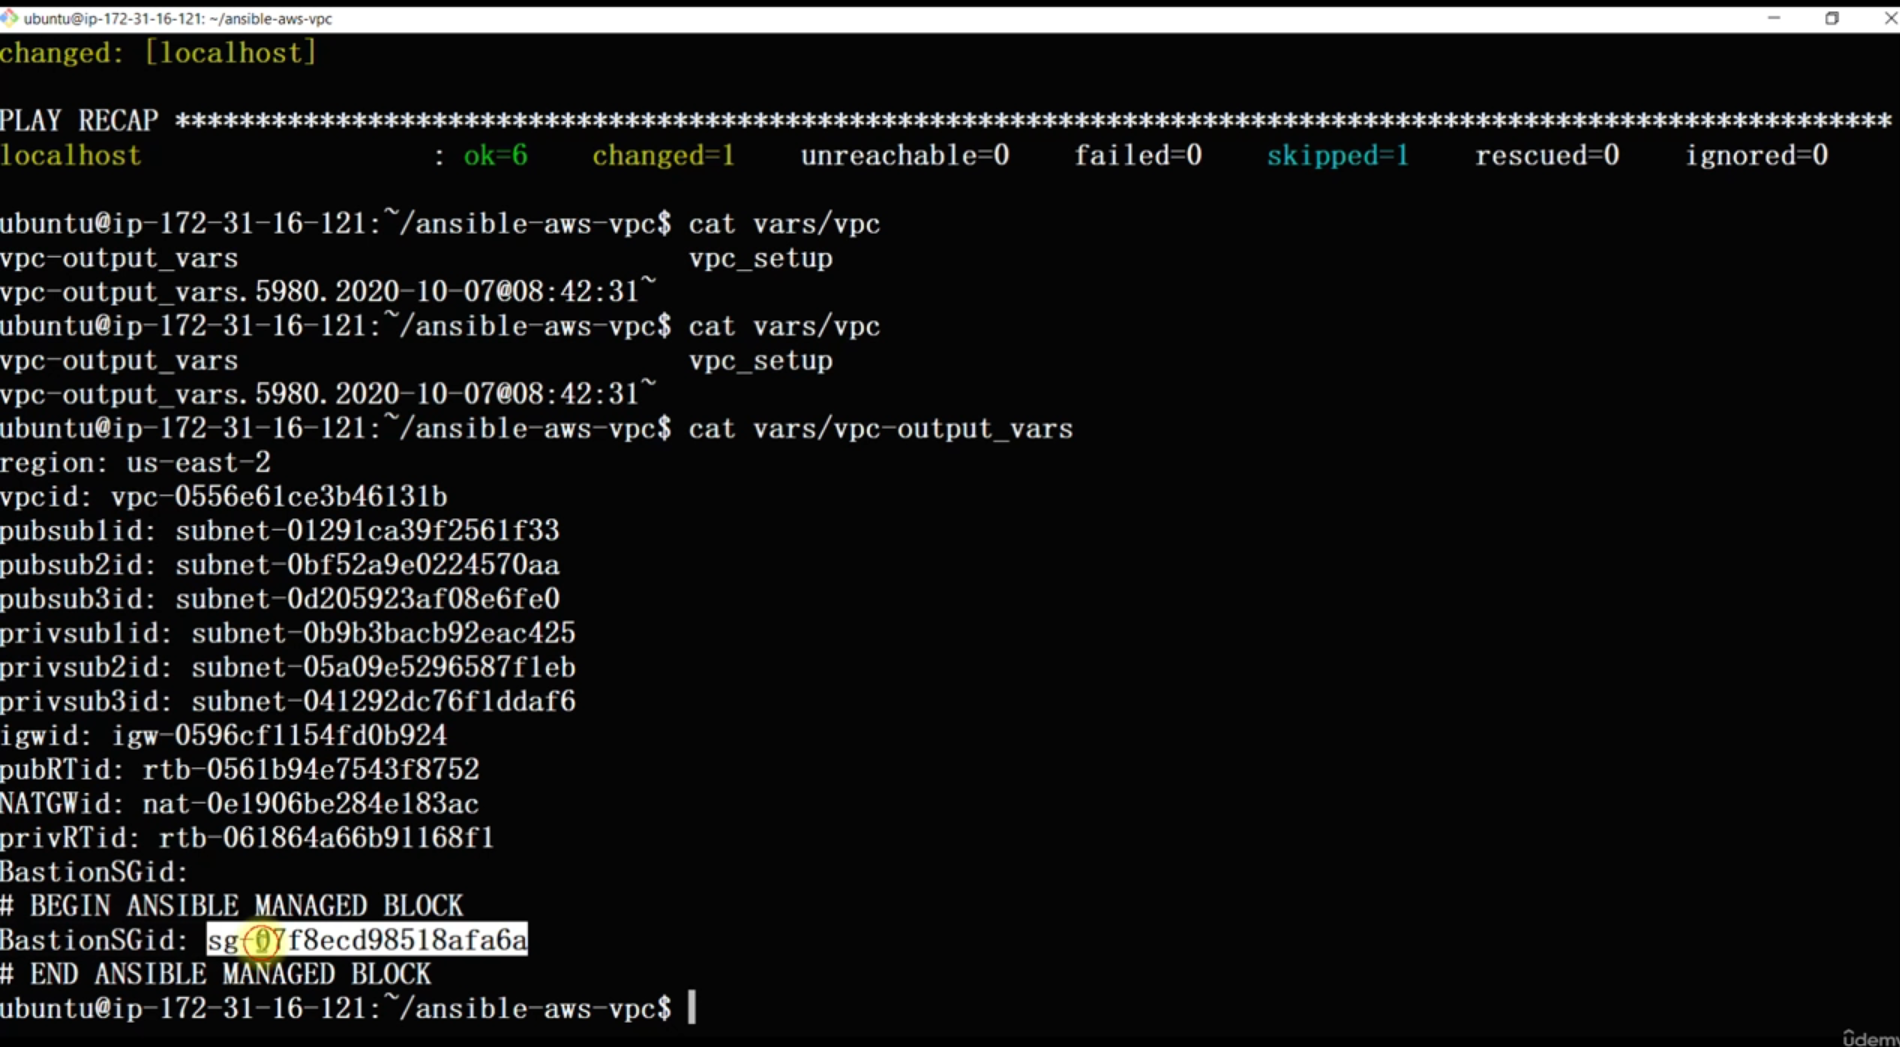 ubuntu@ip-172-31-16-121: ~/ansible-aws-vpc
changed: [localhost]
PLAY RECAP ***********************************************************************************************************
localhost : ok=6 changed=1 unreachable=0 failed=0 skipped=1 rescued=0 ignored=0
ubuntu@ip-172-31-16-121:~/ansible-aws-vpc$ cat vars/vpc
vpc-output_vars vpc_setup
vpc-output_vars.5980.2020-10-07@08:42:31~
ubuntu@ip-172-31-16-121:~/ansible-aws-vpc$ cat vars/vpc
vpc-output_vars vpc_setup
vpc-output_vars.5980.2020-10-07@08:42:31~
ubuntu@ip-172-31-16-121:~/ansible-aws-vpc$ cat vars/vpc-output_vars
region: us-east-2
vpcid: vpc-0556e61ce3b46131b
pubsub1id: subnet-01291ca39f2561f33
pubsub2id: subnet-0bf52a9e0224570aa
pubsub3id: subnet-0d205923af08e6fe0
privsub1id: subnet-0b9b3bacb92eac425
privsub2id: subnet-05a09e5296587f1eb
privsub3id: subnet-041292dc76f1ddaf6
igwid: igw-0596cf1154fd0b924
pubRTid: rtb-0561b94e7543f8752
NATGWid: nat-0e1906be284e183ac
privRTid: rtb-061864a66b91168f1
BastionSGid:
# BEGIN ANSIBLE MANAGED BLOCK
BastionSGid: sg-07f8ecd98518afa6a
# END ANSIBLE MANAGED BLOCK
ubuntu@ip-172-31-16-121:~/ansible-aws-vpc$